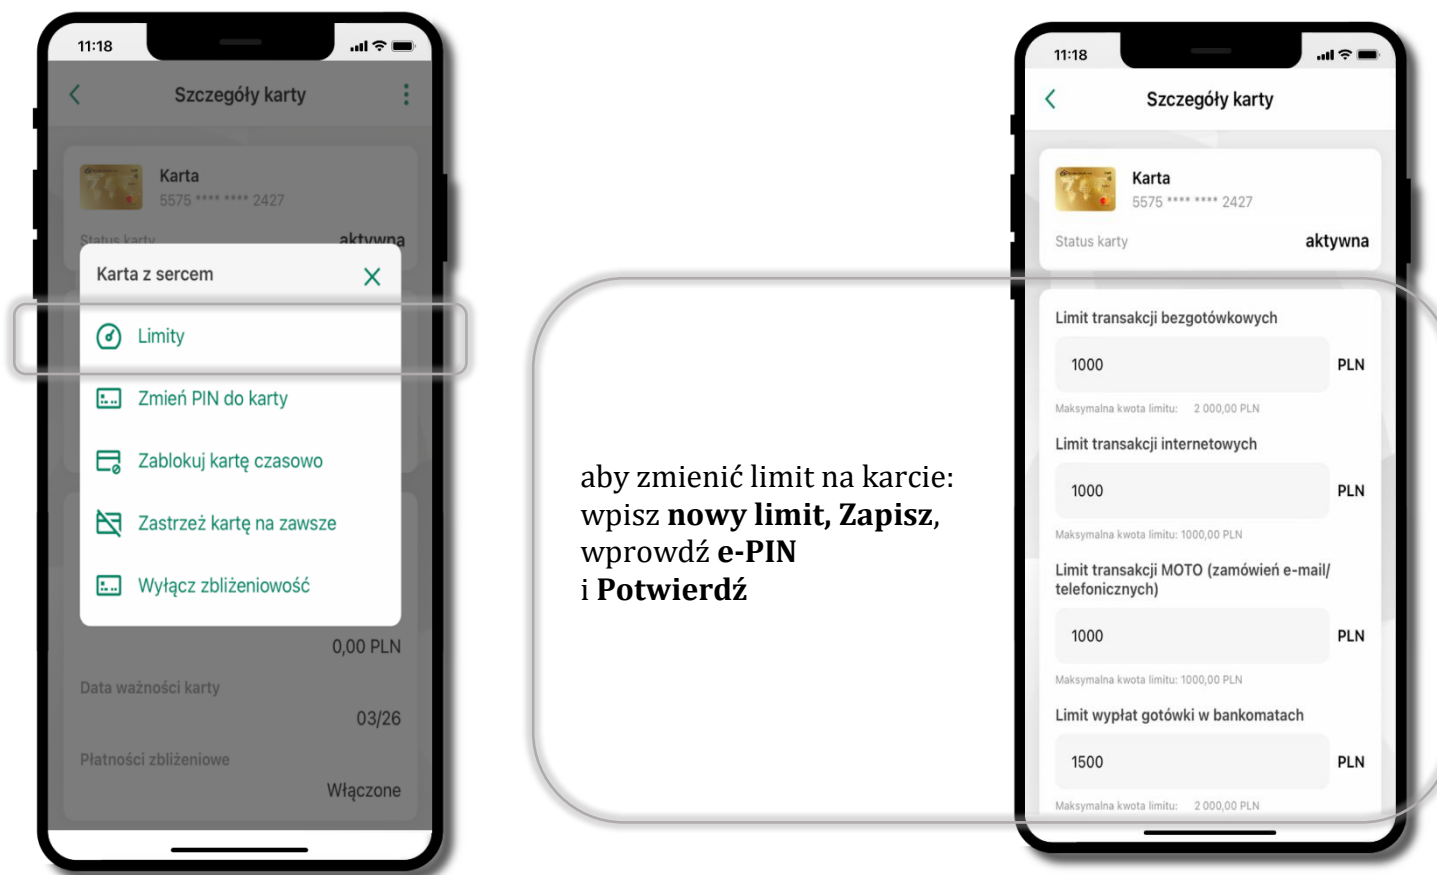 11:18
Szczegóły karty
Karta
5575 **** **** 2427
Status karty
aktywna
Karta z sercem
Limity
Zmień PIN do karty
Zablokuj kartę czasowo
Zastrzeż kartę na zawsze
Wyłącz zbliżeniowość
0,00 PLN
Data ważności karty
03/26
Płatności zbliżeniowe
Włączone
aby zmienić limit na karcie:
wpisz nowy limit, Zapisz,
wprowdź e-PIN
i Potwierdź
11:18
Szczegóły karty
Karta
5575 **** **** 2427
Status karty
aktywna
Limit transakcji bezgotówkowych
1000 PLN
Maksymalna kwota limitu: 2 000,00 PLN
Limit transakcji internetowych
1000 PLN
Maksymalna kwota limitu: 1000,00 PLN
Limit transakcji MOTO (zamówień e-mail/
telefonicznych)
1000 PLN
Maksymalna kwota limitu: 1000,00 PLN
Limit wypłat gotówki w bankomatach
1500 PLN
Maksymalna kwota limitu: 2 000,00 PLN